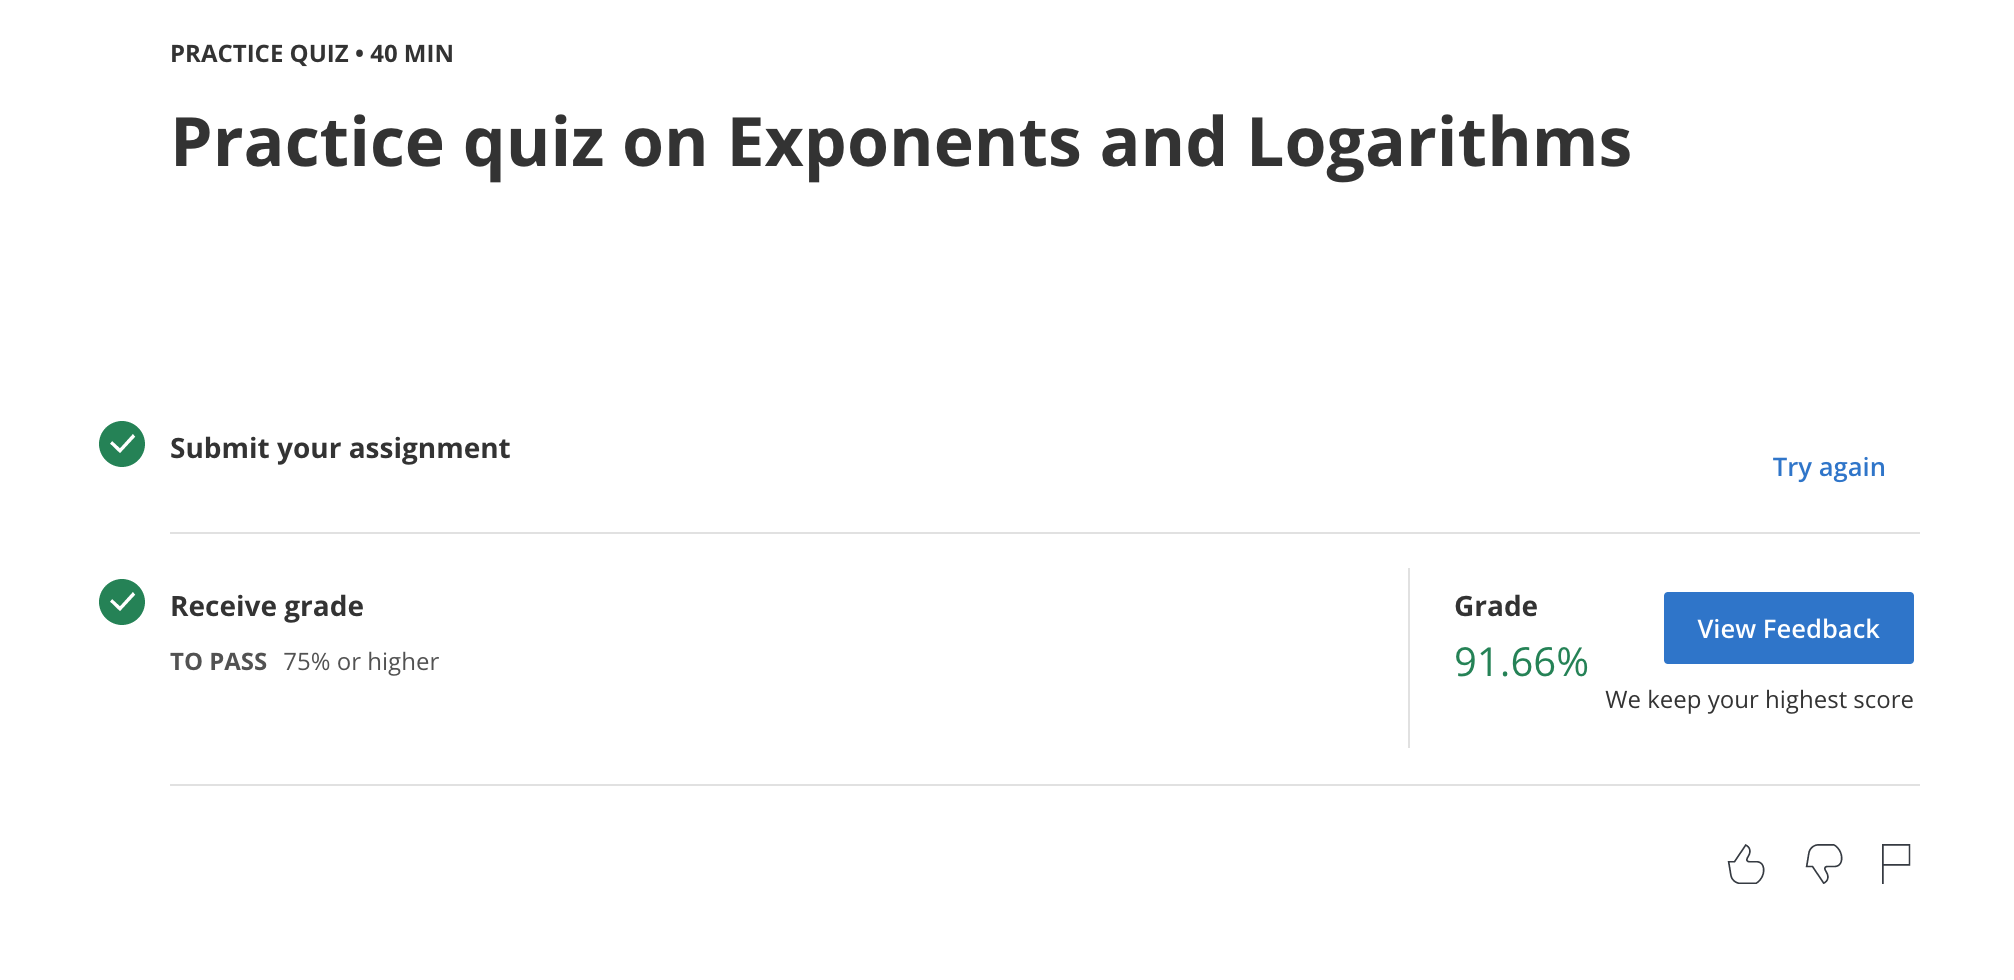 PRACTICE QUIZ • 40 MIN
Practice quiz on Exponents and Logarithms
Submit your assignment
Try again
Receive grade
TO PASS 75% or higher
Grade
91.66%
View Feedback
We keep your highest score